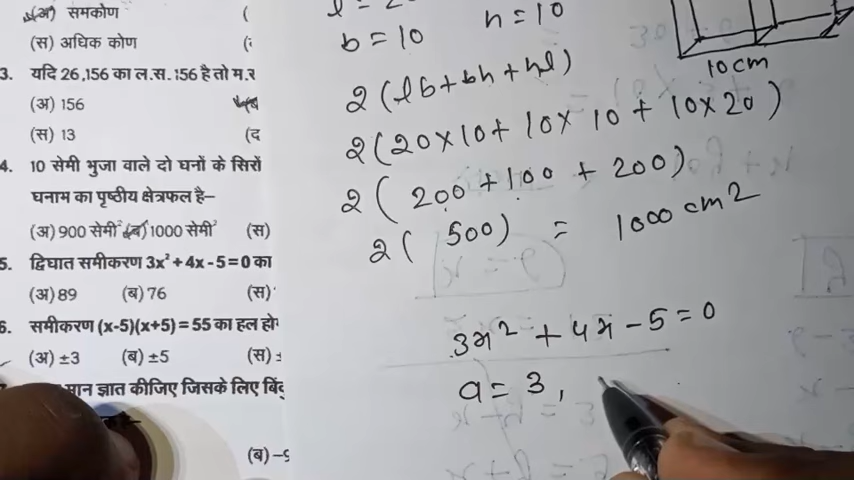 (अ) समकोण
(स) अधिक कोण
3. यदि 26,156 का ल.स. 156 है तो म.र
(अ) 156
(स) 13 (द
4. 10 सेमी भुजा वाले दो घनों के सिरों
घनाभ का पृष्ठीय क्षेत्रफल है–
(अ) 900 सेमी² (ब) 1000 सेमी² (स)
5. द्विघात समीकरण 3x² + 4x - 5 = 0 का
(अ) 89 (ब) 76 (स)
6. समीकरण (x-5)(x+5) = 55 का हल हो
(अ) ±3 (ब) ±5 (स) ±
मान ज्ञात कीजिए जिसके लिए बिंद
(ब) –9
b = 10 h = 10
2 (lb + bh + hl)
2 (20 × 10 + 10 × 10 + 10 × 20)
2 ( 200 + 100 + 200 )
2 ( 500 ) = 1000 cm2
10 cm
3x² + 4x - 5 = 0
a = 3,